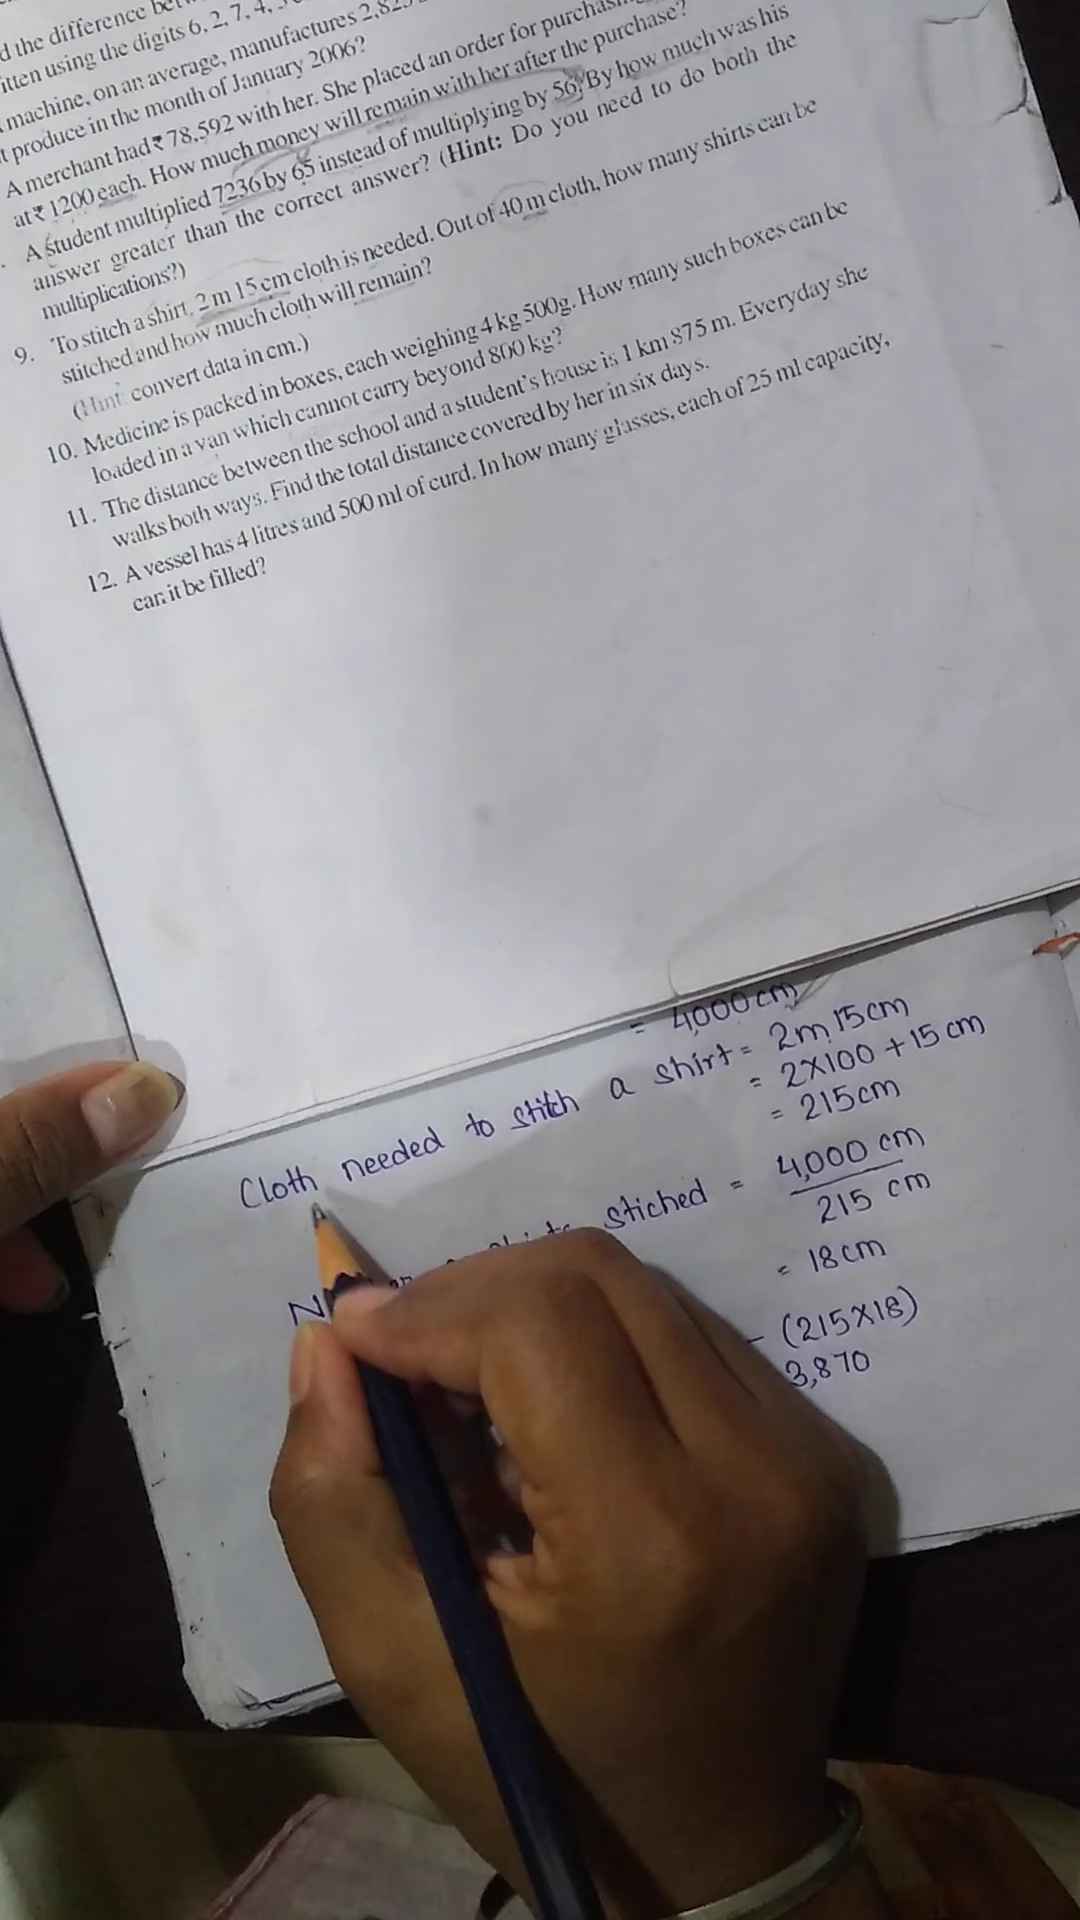 d the difference
itten using the digits 6, 2, 7, 4,
machine, on an average, manufactures 2,825
t produce in the month of January 2006?
A merchant had ₹ 78,592 with her. She placed an order for purchasing
at ₹ 1200 each. How much money will remain with her after the purchase?
A student multiplied 7236 by 65 instead of multiplying by 56. By how much was his
answer greater than the correct answer? (Hint: Do you need to do both the
multiplications?)
9. To stitch a shirt, 2 m 15 cm cloth is needed. Out of 40 m cloth, how many shirts can be
stitched and how much cloth will remain?
(Hint: convert data in cm.)
10. Medicine is packed in boxes, each weighing 4 kg 500g. How many such boxes can be
loaded in a van which cannot carry beyond 800 kg?
11. The distance between the school and a student's house is 1 km 875 m. Everyday she
walks both ways. Find the total distance covered by her in six days.
12. A vessel has 4 litres and 500 ml of curd. In how many glasses, each of 25 ml capacity,
can it be filled?
= 4,000 cm
Cloth needed to stitch a shirt = 2m 15cm
= 2×100 + 15 cm
= 215cm
stiched = 4,000 cm
215 cm
= 18cm
- (215×18)
3,870